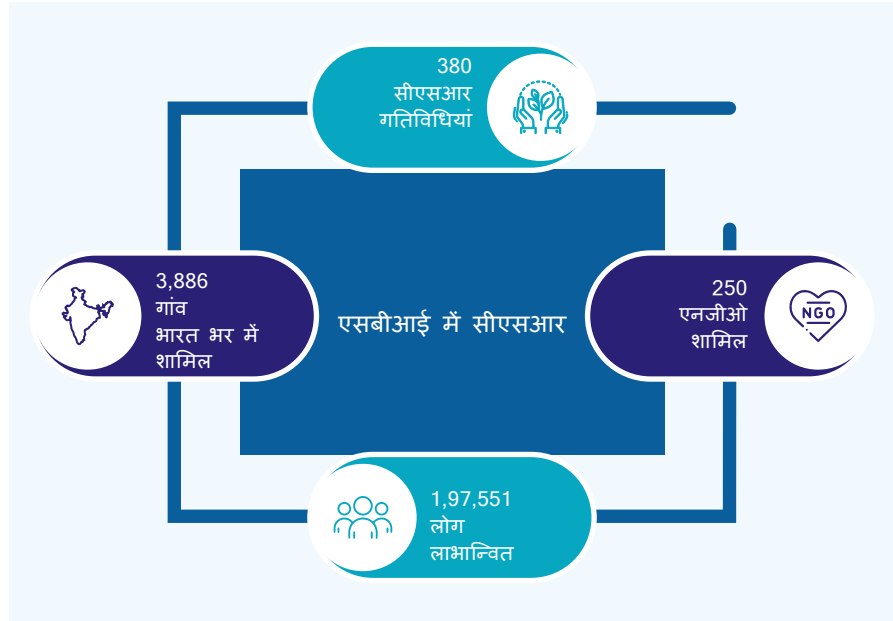 380
सीएसआर
गतिविधियां
3,886
गांव
भारत भर में
शामिल
एसबीआई में सीएसआर
250
एनजीओ
शामिल
NGO
1,97,551
लोग
लाभान्वित